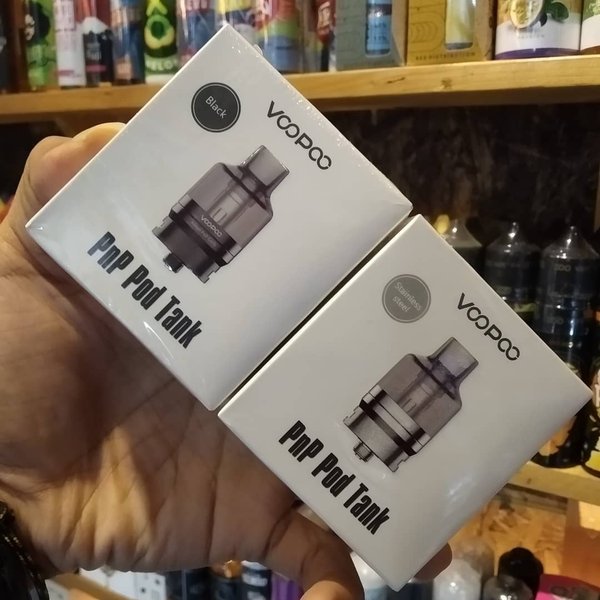 Black
VOOPOO
VOOPOO
PnP Pod Tank
Stainless
steel
VOOPOO
PnP Pod Tank